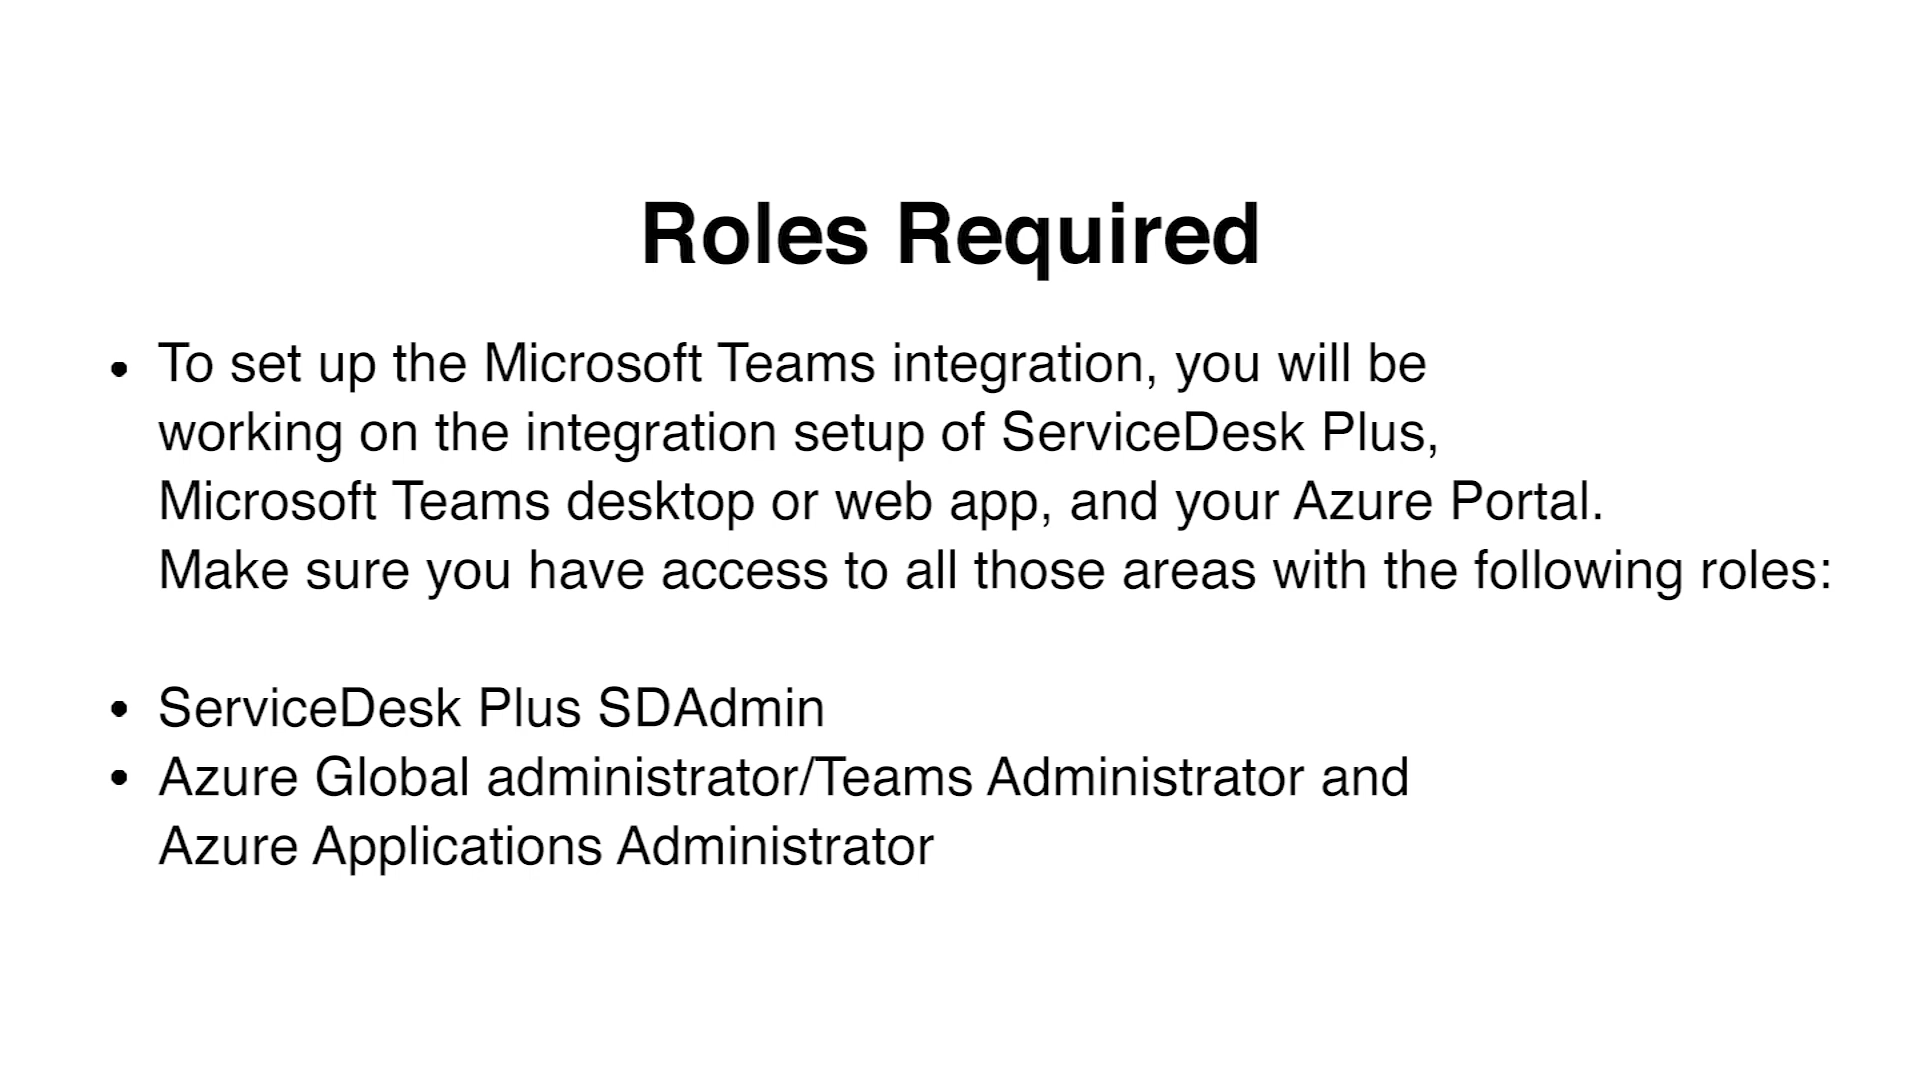 Roles Required
• To set up the Microsoft Teams integration, you will be
working on the integration setup of ServiceDesk Plus,
Microsoft Teams desktop or web app, and your Azure Portal.
Make sure you have access to all those areas with the following roles:
• ServiceDesk Plus SDAdmin
• Azure Global administrator/Teams Administrator and
Azure Applications Administrator